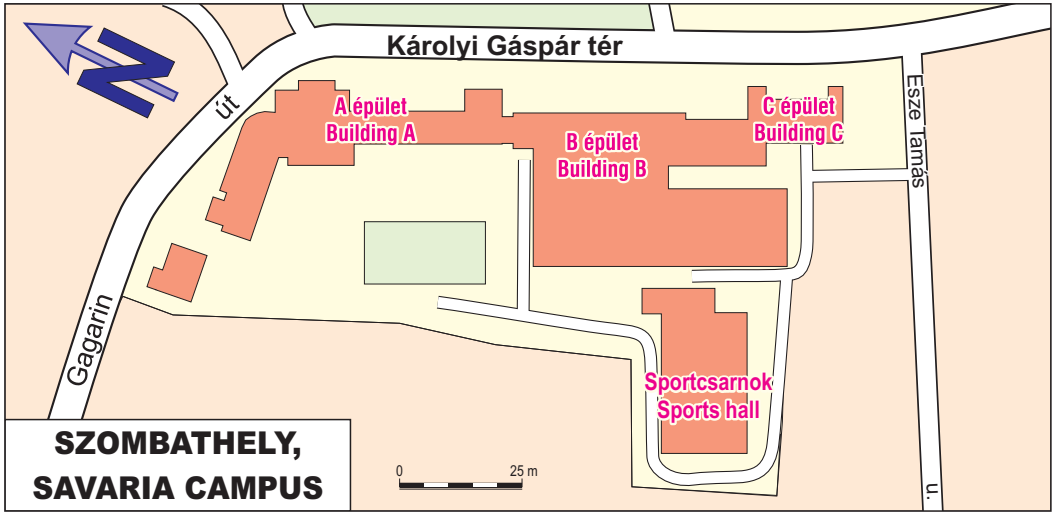 Károlyi Gáspár tér
N
út
Gagarin
Esze Tamás
u.
A épület
Building A
B épület
Building B
C épület
Building C
Sportcsarnok
Sports hall
SZOMBATHELY,
SAVARIA CAMPUS
0 25 m